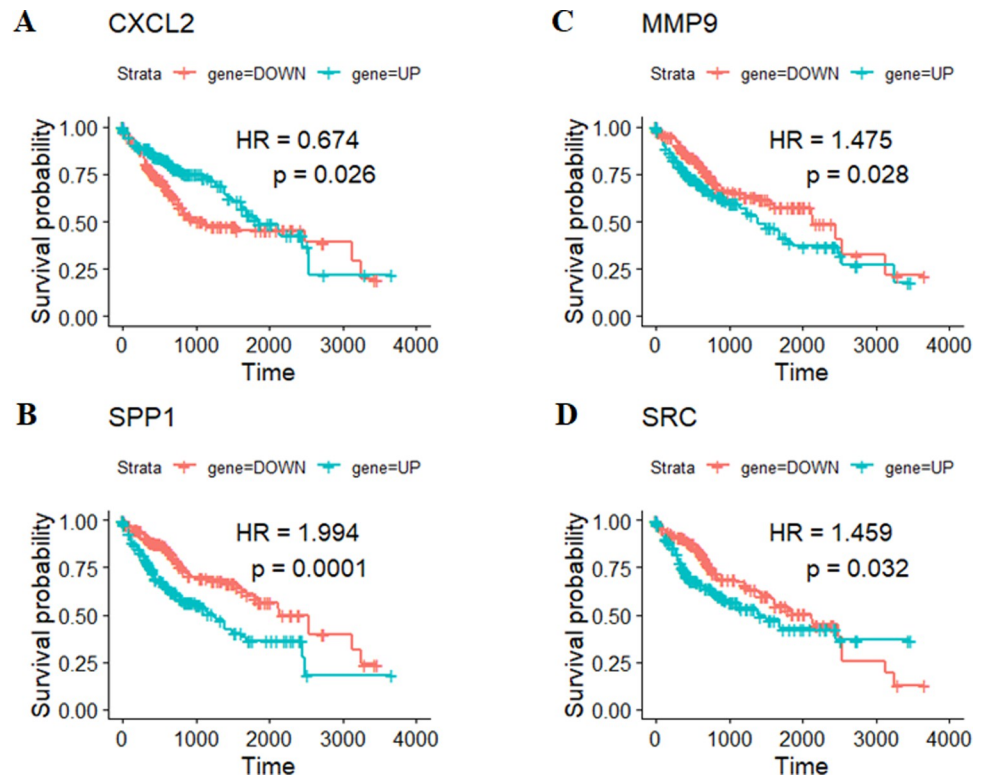 A CXCL2
Strata gene=DOWN gene=UP
HR = 0.674
p = 0.026
Survival probability
1.00
0.75
0.50
0.25
0.00
0 1000 2000 3000 4000
Time
B SPP1
Strata gene=DOWN gene=UP
HR = 1.994
p = 0.0001
Survival probability
1.00
0.75
0.50
0.25
0.00
0 1000 2000 3000 4000
Time
C MMP9
Strata gene=DOWN gene=UP
HR = 1.475
p = 0.028
Survival probability
1.00
0.75
0.50
0.25
0.00
0 1000 2000 3000 4000
Time
D SRC
Strata gene=DOWN gene=UP
HR = 1.459
p = 0.032
Survival probability
1.00
0.75
0.50
0.25
0.00
0 1000 2000 3000 4000
Time